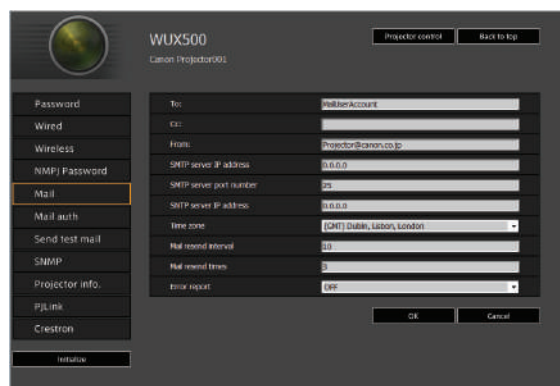 WUX500
Projector control
Back to top
Canon Projector001
Password
Wired
Wireless
NMPJ Password
Mail
Mail auth
Send test mail
SNMP
Projector info.
PJLink
Crestron
Initialize
To: MailUserAccount
Cc:
From: Projector@canon.co.jp
SMTP server IP address 0.0.0.0
SMTP server port number 25
SNTP server IP address 0.0.0.0
Time zone (GMT) Dublin, Lisbon, London
Mail resend interval 10
Mail resend times 3
Error report OFF
OK
Cancel